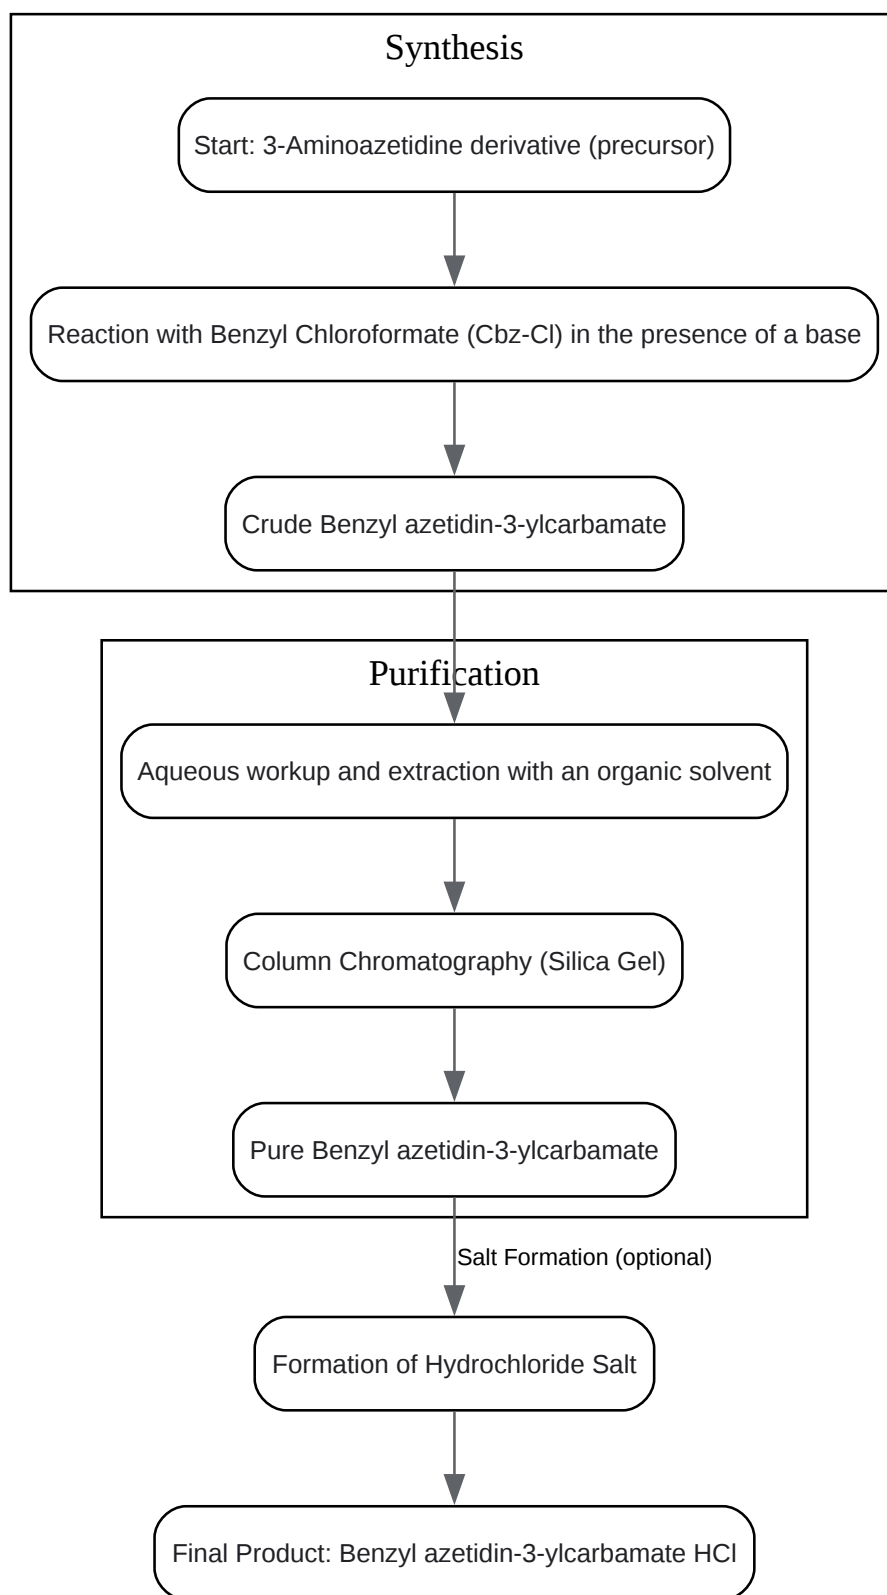 Synthesis
Start: 3-Aminoazetidine derivative (precursor)
Reaction with Benzyl Chloroformate (Cbz-Cl) in the presence of a base
Crude Benzyl azetidin-3-ylcarbamate
Purification
Aqueous workup and extraction with an organic solvent
Column Chromatography (Silica Gel)
Pure Benzyl azetidin-3-ylcarbamate
Salt Formation (optional)
Formation of Hydrochloride Salt
Final Product: Benzyl azetidin-3-ylcarbamate HCl